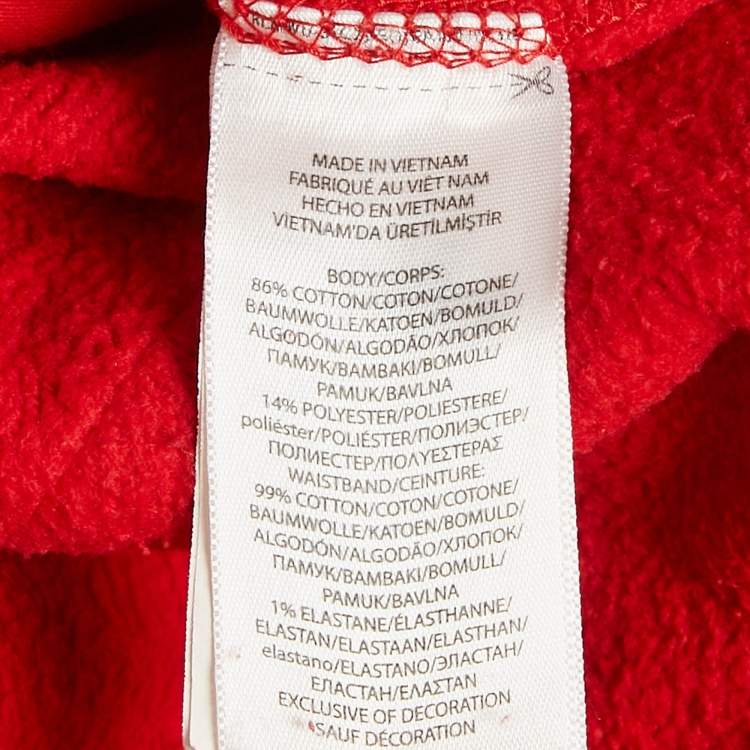 MADE IN VIETNAM
FABRIQUÉ AU VIÊT NAM
HECHO EN VIETNAM
VIETNAM'DA ÜRETİLMİŞTİR
BODY/CORPS:
86% COTTON/COTON/COTONE/
BAUMWOLLE/KATOEN/BOMULD/
ALGODÓN/ALGODÃO/ХЛОПОК/
ПАМУК/BAMBAKI/BOMULL/
PAMUK/BAVLNA
14% POLYESTER/POLIESTERE/
poliéster/POLIÉSTER/ПОЛИЭСТЕР/
ПОЛИЕСТЕР/ΠΟΛΥΕΣΤΕΡΑΣ
WAISTBAND/CEINTURE:
99% COTTON/COTON/COTONE/
BAUMWOLLE/KATOEN/BOMULD/
ALGODÓN/ALGODÃO/ХЛОПОК/
ПАМУК/BAMBAKI/BOMULL/
PAMUK/BAVLNA
1% ELASTANE/ÉLASTHANNE/
ELASTAN/ELASTAAN/ELASTHAN/
elastano/ELASTANO/ЭЛАСТАН/
ЕЛАСТАН/ΕΛΑΣΤΑΝ
EXCLUSIVE OF DECORATION
SAUF DÉCORATION